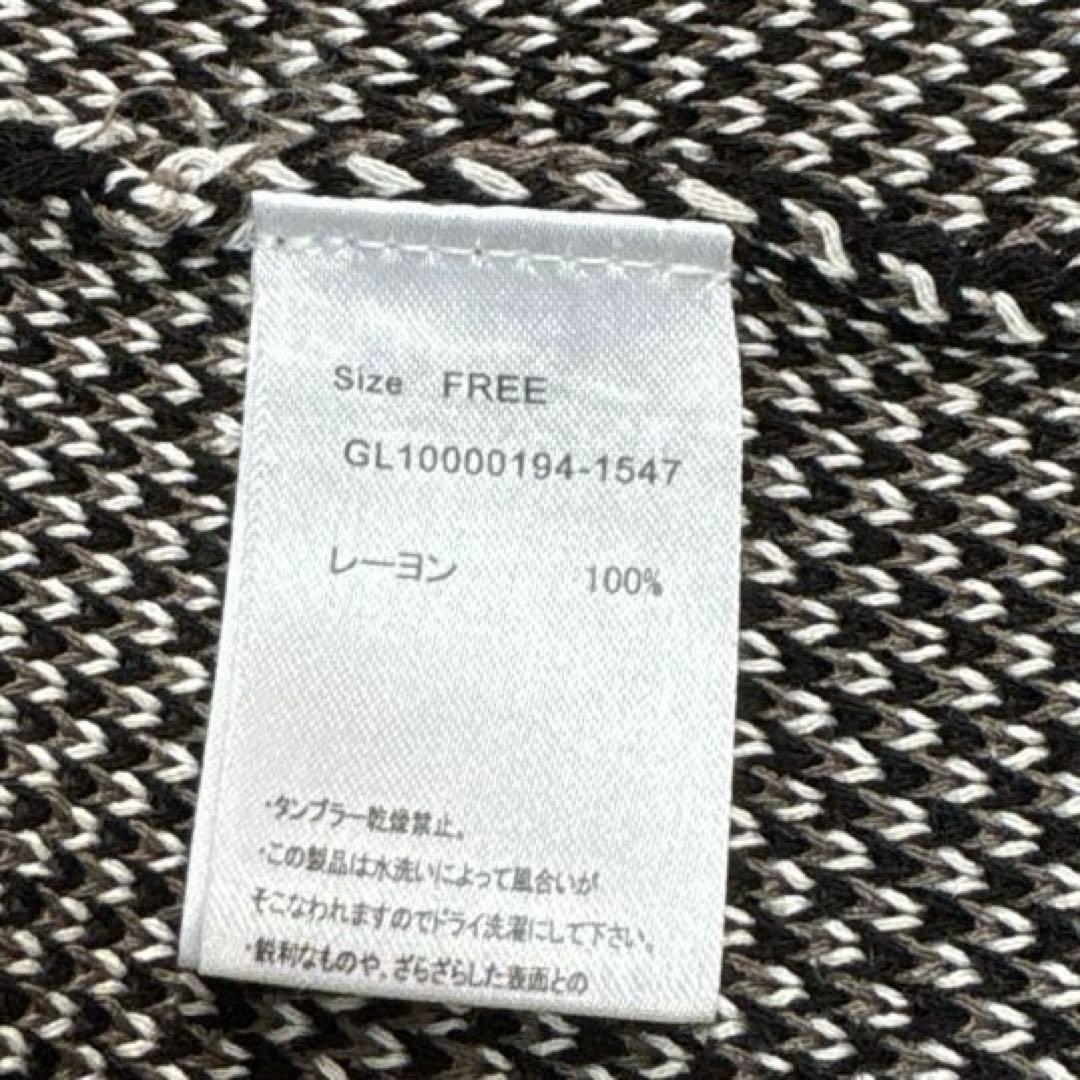 Size FREE
GL10000194-1547
レーヨン 100%
・タンブラー乾燥禁止。
・この製品は水洗いによって風合いが
そこなわれますのでドライ洗濯にして下さい。
・鋭利なものや、ざらざらした表面との